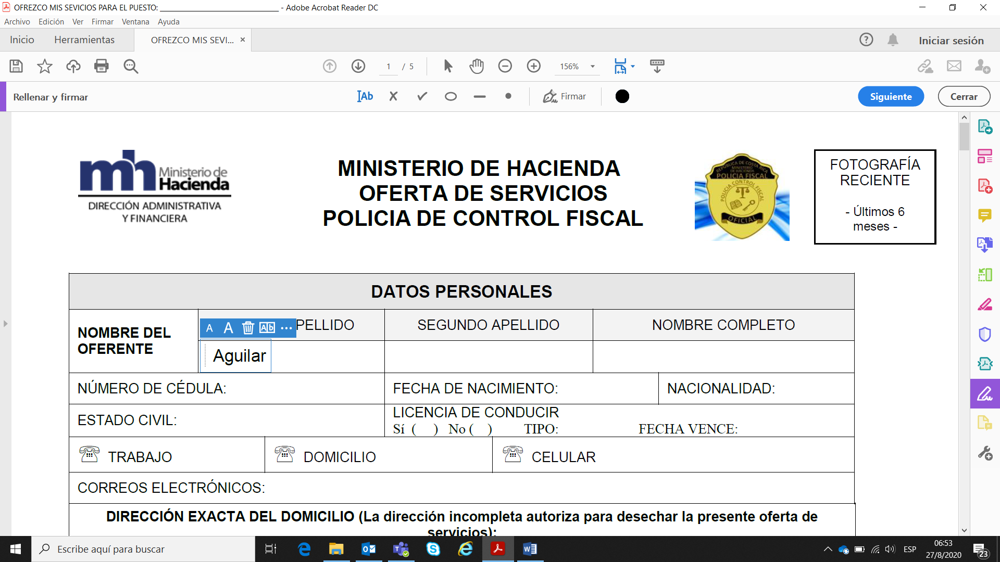 OFREZCO MIS SEVICIOS PARA EL PUESTO: ______________________________ - Adobe Acrobat Reader DC
Archivo Edición Ver Firmar Ventana Ayuda
Inicio Herramientas OFREZCO MIS SEVI... × Iniciar sesión
1 / 5 156%
Rellenar y firmar Ab Firmar Siguiente Cerrar
mh Ministerio de
Hacienda
DIRECCIÓN ADMINISTRATIVA
Y FINANCIERA
MINISTERIO DE HACIENDA
OFERTA DE SERVICIOS
POLICIA DE CONTROL FISCAL
REPUBLICA DE COSTA RICA
MINISTERIO
DE HACIENDA
POLICIA FISCAL
POLICIA CONTROL FISCAL
OFICIAL
FOTOGRAFÍA
RECIENTE
- Últimos 6
meses -
DATOS PERSONALES
NOMBRE DEL
OFERENTE
A A Ab ... PELLIDO SEGUNDO APELLIDO NOMBRE COMPLETO
Aguilar
NÚMERO DE CÉDULA: FECHA DE NACIMIENTO: NACIONALIDAD:
ESTADO CIVIL: LICENCIA DE CONDUCIR
Sí ( ) No ( ) TIPO: FECHA VENCE:
TRABAJO DOMICILIO CELULAR
CORREOS ELECTRÓNICOS:
DIRECCIÓN EXACTA DEL DOMICILIO (La dirección incompleta autoriza para desechar la presente oferta de
servicios):
Escribe aquí para buscar ESP 06:53
27/8/2020 23